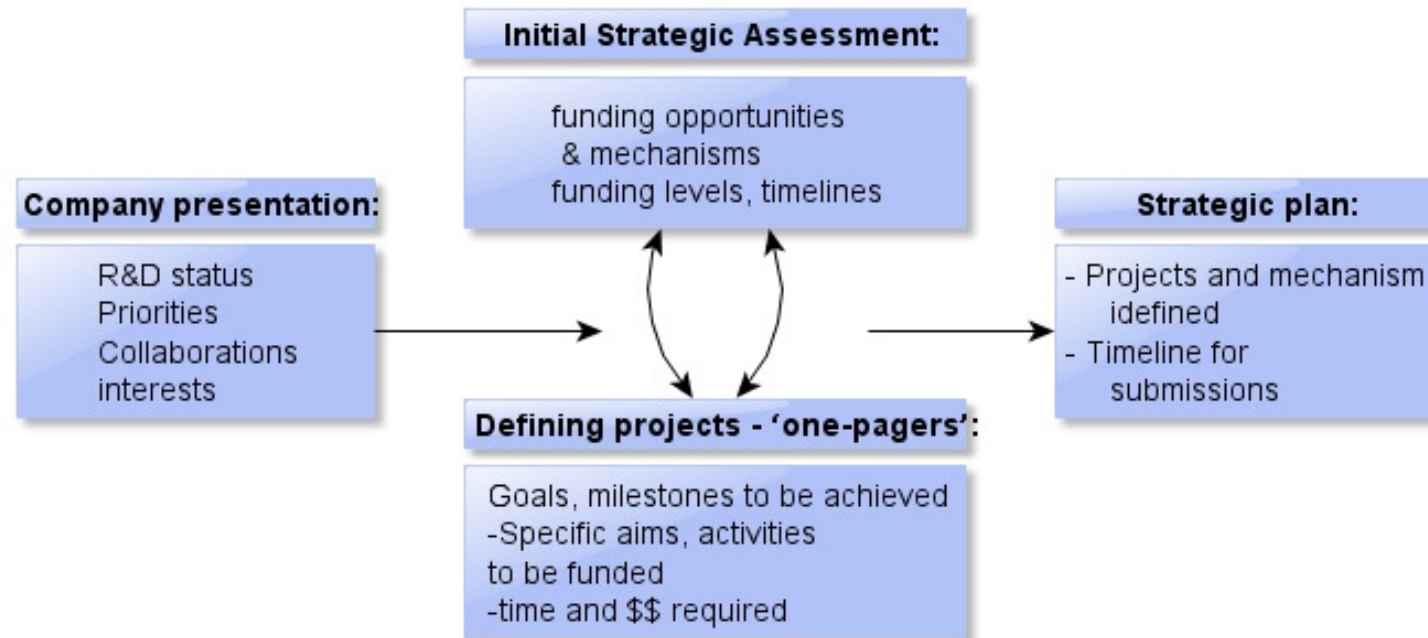 Initial Strategic Assessment:
funding opportunities
& mechanisms
funding levels, timelines
Company presentation:
R&D status
Priorities
Collaborations
interests
Strategic plan:
- Projects and mechanism
idefined
- Timeline for
submissions
Defining projects - ‘one-pagers’:
Goals, milestones to be achieved
-Specific aims, activities
to be funded
-time and $$ required